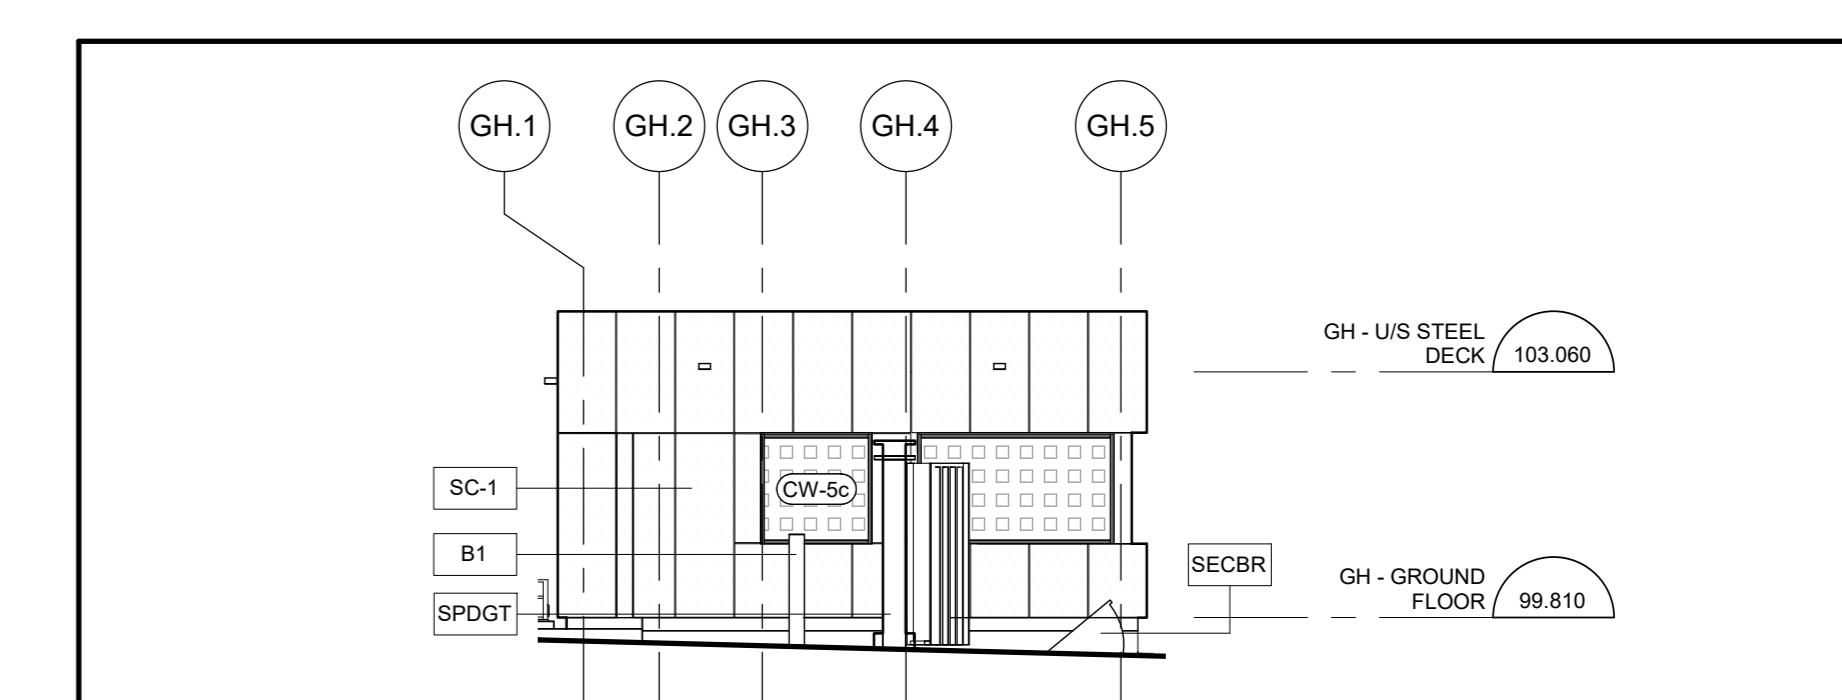 GH.1
GH.2
GH.3
GH.4
GH.5
GH - U/S STEEL
DECK
103.060
SC-1
CW-5c
B1
SECBR
GH - GROUND
FLOOR
99.810
SPDGT